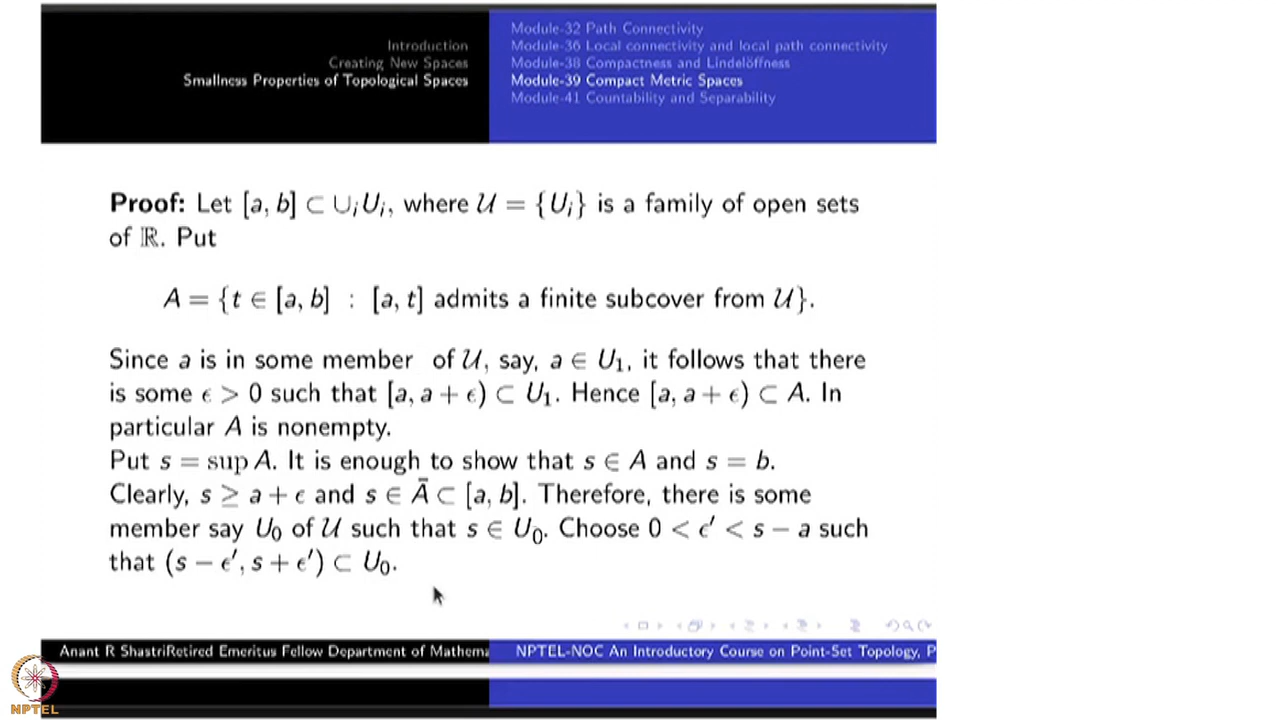 Introduction
Creating New Spaces
Smallness Properties of Topological Spaces
Module-32 Path Connectivity
Module-36 Local connectivity and local path connectivity
Module-38 Compactness and Lindelöffness
Module-39 Compact Metric Spaces
Module-41 Countability and Separability
Proof: Let [a, b] ⊂ ∪ᵢUᵢ, where 𝒰 = {Uᵢ} is a family of open sets
of ℝ. Put
A = {t ∈ [a, b] : [a, t] admits a finite subcover from 𝒰}.
Since a is in some member of 𝒰, say, a ∈ U₁, it follows that there
is some ϵ > 0 such that [a, a + ϵ) ⊂ U₁. Hence [a, a + ϵ) ⊂ A. In
particular A is nonempty.
Put s = sup A. It is enough to show that s ∈ A and s = b.
Clearly, s ≥ a + ϵ and s ∈ Ā ⊂ [a, b]. Therefore, there is some
member say U₀ of 𝒰 such that s ∈ U₀. Choose 0 < ϵ′ < s − a such
that (s − ϵ′, s + ϵ′) ⊂ U₀.
Anant R ShastriRetired Emeritus Fellow Department of Mathema
NPTEL-NOC An Introductory Course on Point-Set Topology, P
NPTEL